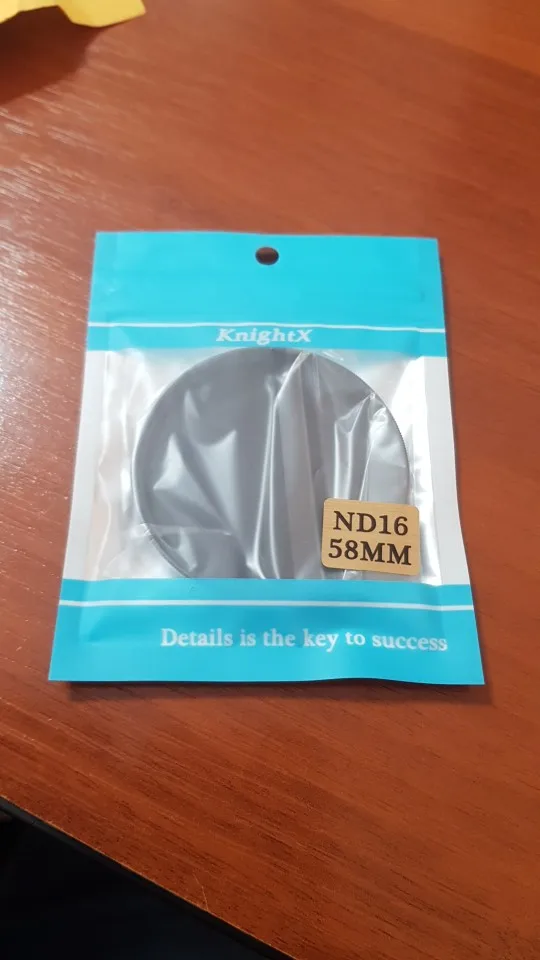 KnightX
ND16
58MM
Details is the key to success